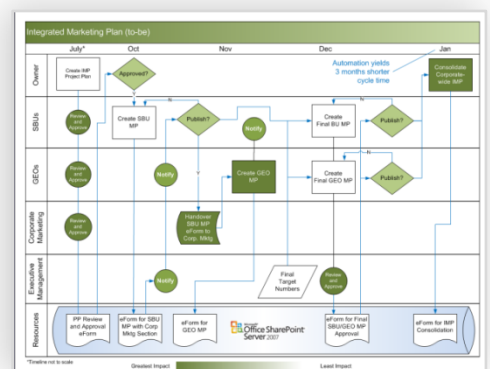 Integrated Marketing Plan (to-be)
July*
Oct
Nov
Dec
Jan
Owner
Create IMP
Project Plan
Approved?
Automation yields
3 months shorter
cycle time
Consolidate
Corporate-
wide IMP
SBUs
Review
and
Approve
Create SBU
MP
Publish?
Notify
Create
Final BU MP
Publish?
GEOs
Review
and
Approve
Notify
Create GEO
MP
Create
Final GEO MP
Publish?
Corporate
Marketing
Review
and
Approve
Handover
SBU MP
eForm to
Corp. Mktg
Executive
Management
Notify
Final
Target
Numbers
Review
and
Approve
Resources
PP Review
and Approval
eForm
eForm for SBU
MP with Corp
Mktg Section
eForm for
GEO MP
Microsoft
Office SharePoint
Server 2007
eForm for Final
SBU/GEO MP
Approval
eForm for IMP
Consolidation
*Timeline not to scale
Greatest Impact
Least Impact